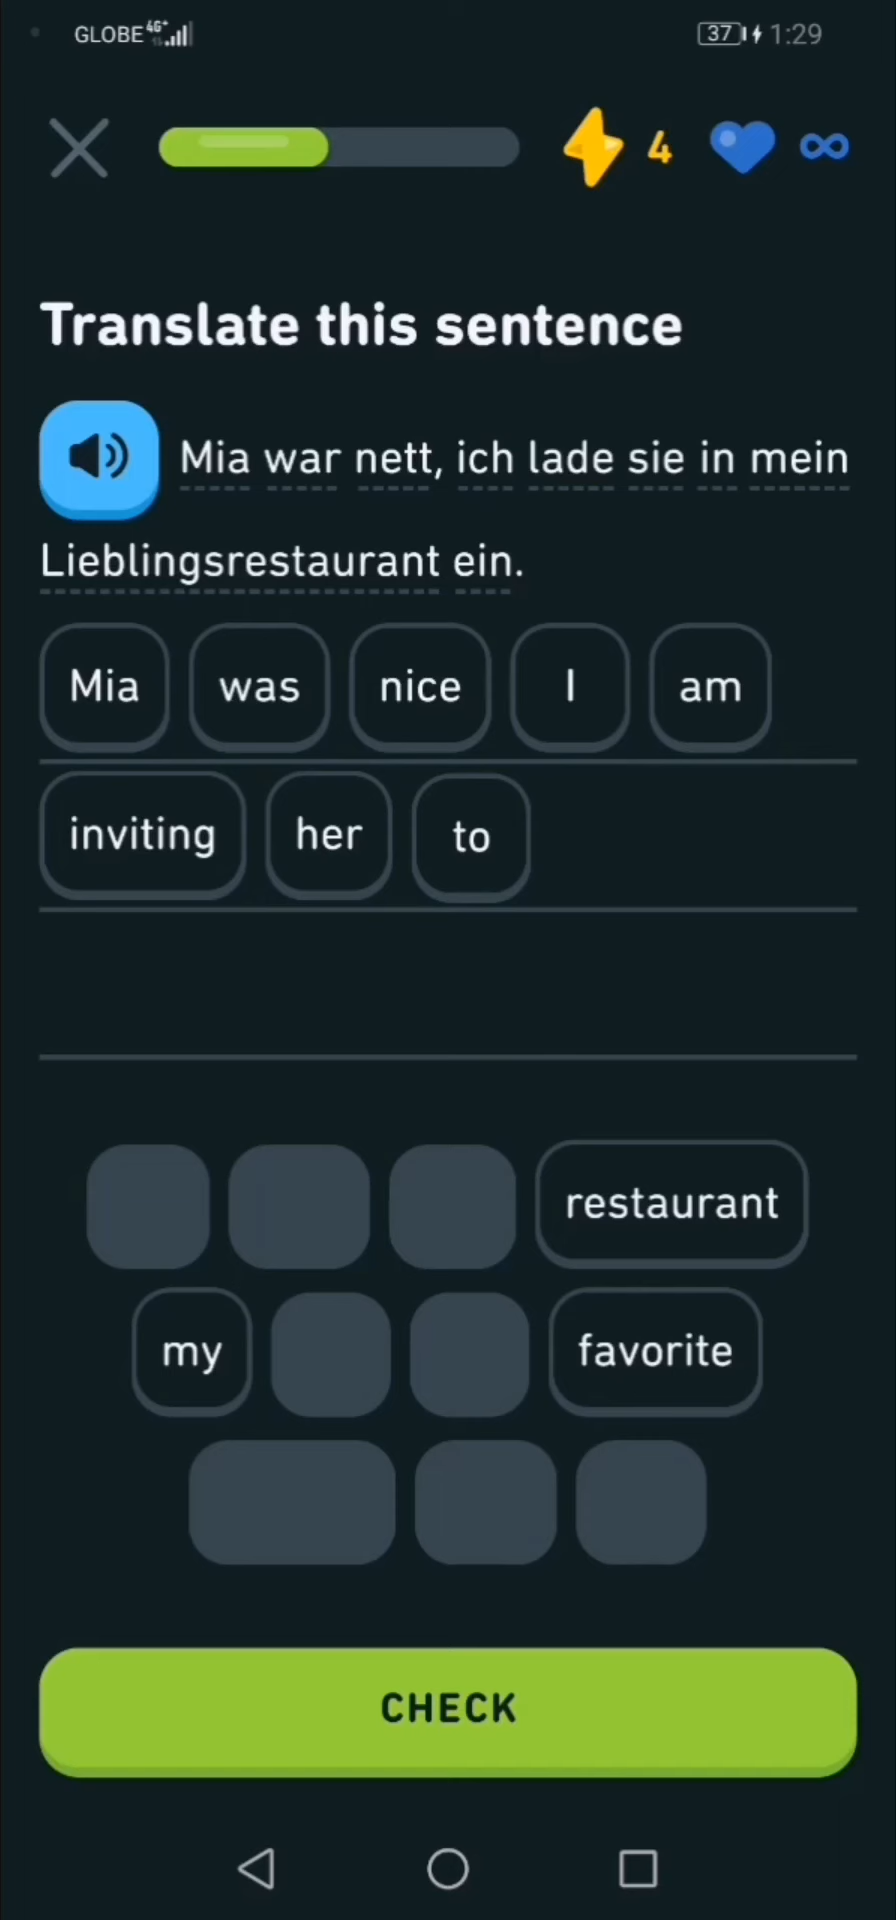 GLOBE 4G+ 37 1:29
4
Translate this sentence
Mia war nett, ich lade sie in mein
Lieblingsrestaurant ein.
Mia was nice I am
inviting her to
restaurant
my favorite
CHECK